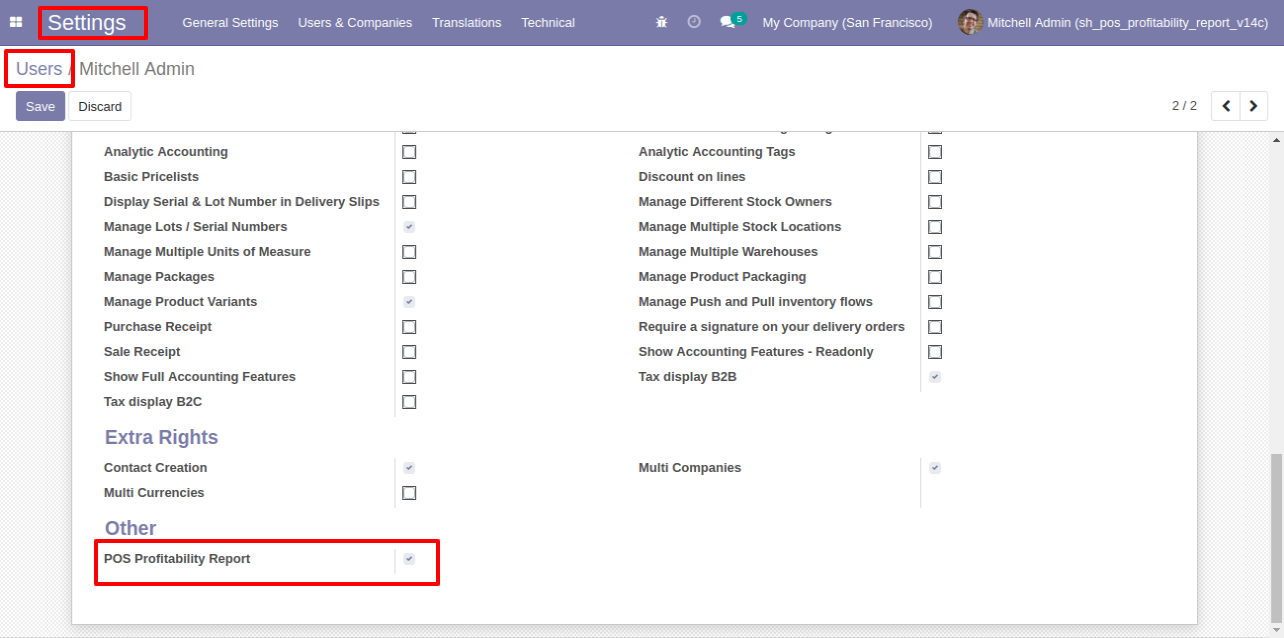 Settings General Settings Users & Companies Translations Technical 5 My Company (San Francisco) Mitchell Admin (sh_pos_profitability_report_v14c)
Users / Mitchell Admin
Save Discard 2 / 2
Analytic Accounting Analytic Accounting Tags
Basic Pricelists Discount on lines
Display Serial & Lot Number in Delivery Slips Manage Different Stock Owners
Manage Lots / Serial Numbers Manage Multiple Stock Locations
Manage Multiple Units of Measure Manage Multiple Warehouses
Manage Packages Manage Product Packaging
Manage Product Variants Manage Push and Pull inventory flows
Purchase Receipt Require a signature on your delivery orders
Sale Receipt Show Accounting Features - Readonly
Show Full Accounting Features Tax display B2B
Tax display B2C
Extra Rights
Contact Creation Multi Companies
Multi Currencies
Other
POS Profitability Report